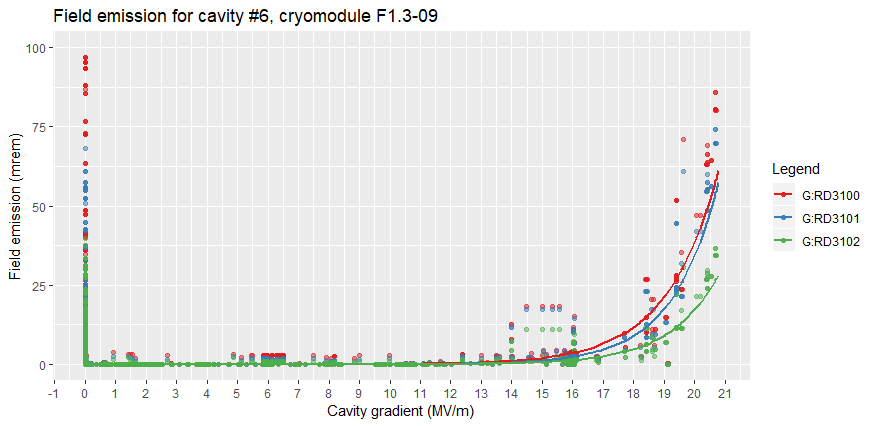 Field emission for cavity #6, cryomodule F1.3-09
100
75
50
25
0
Field emission (mrem)
-1 0 1 2 3 4 5 6 7 8 9 10 11 12 13 14 15 16 17 18 19 20 21
Cavity gradient (MV/m)
Legend
G:RD3100
G:RD3101
G:RD3102